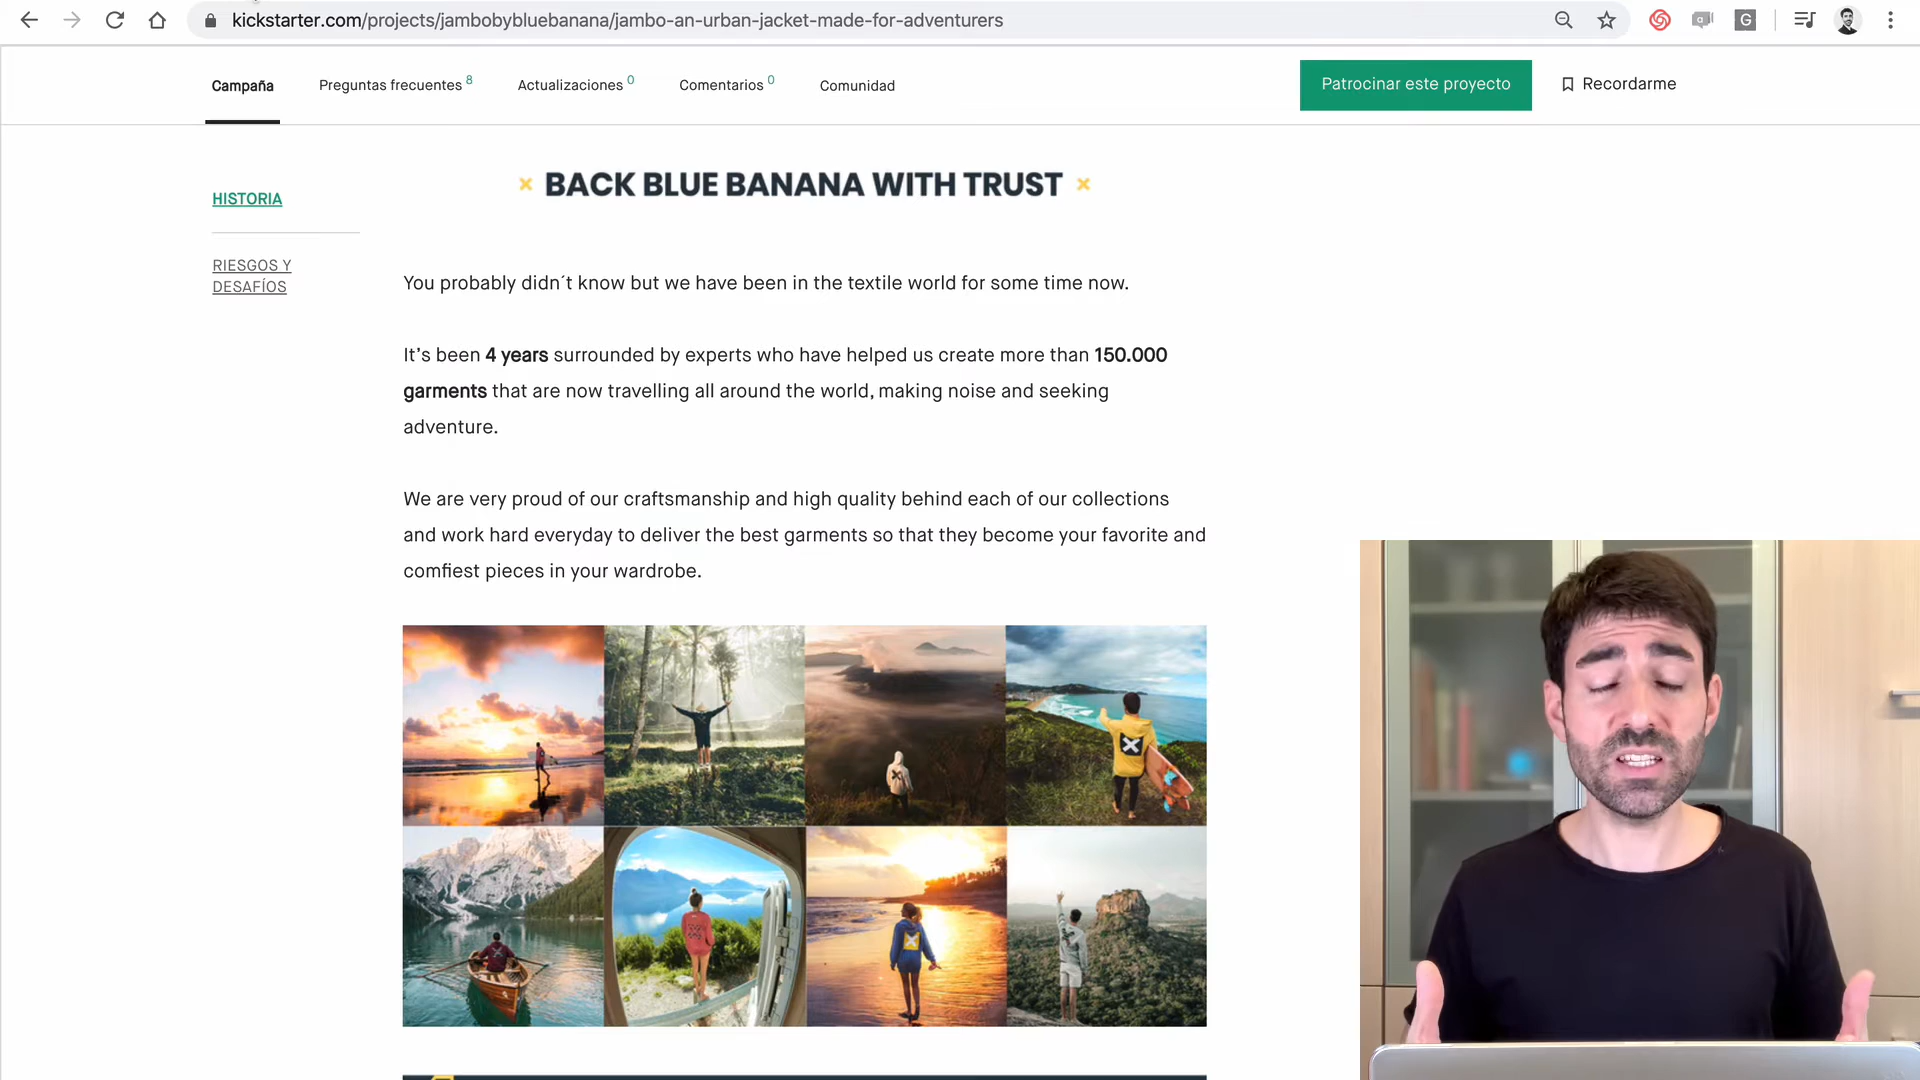 kickstarter.com/projects/jambobybluebanana/jambo-an-urban-jacket-made-for-adventurers
G
Campaña
Preguntas frecuentes 8
Actualizaciones 0
Comentarios 0
Comunidad
Patrocinar este proyecto
Recordarme
BACK BLUE BANANA WITH TRUST
HISTORIA
RIESGOS Y
DESAFÍOS
You probably didn´t know but we have been in the textile world for some time now.
It’s been 4 years surrounded by experts who have helped us create more than 150.000
garments that are now travelling all around the world, making noise and seeking
adventure.
We are very proud of our craftsmanship and high quality behind each of our collections
and work hard everyday to deliver the best garments so that they become your favorite and
comfiest pieces in your wardrobe.